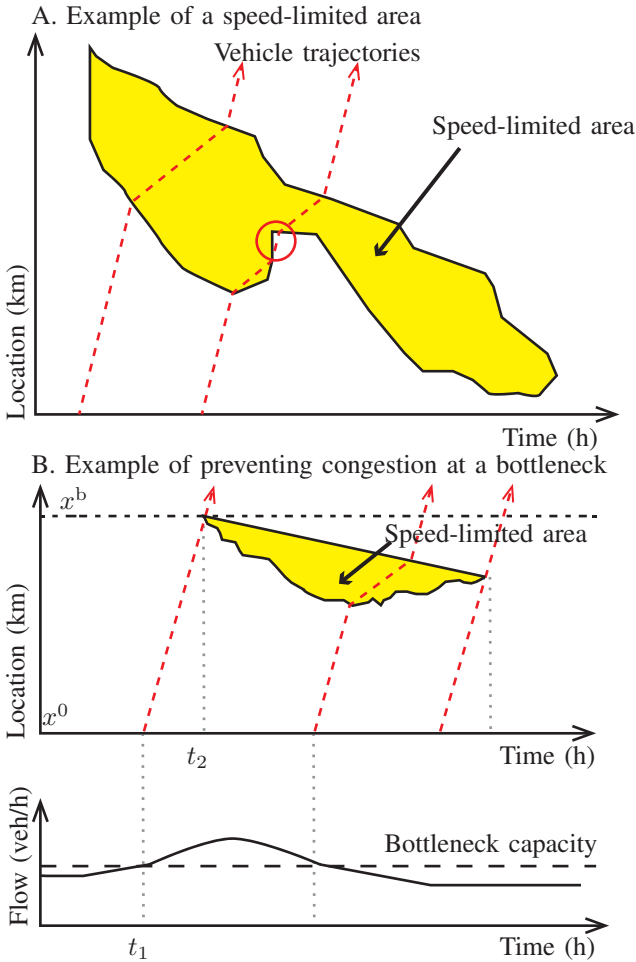 A. Example of a speed-limited area
Vehicle trajectories
Speed-limited area
Location (km)
Time (h)
B. Example of preventing congestion at a bottleneck
x^b
Speed-limited area
Location (km)
x^0
t_2
Time (h)
Flow (veh/h)
Bottleneck capacity
t_1
Time (h)